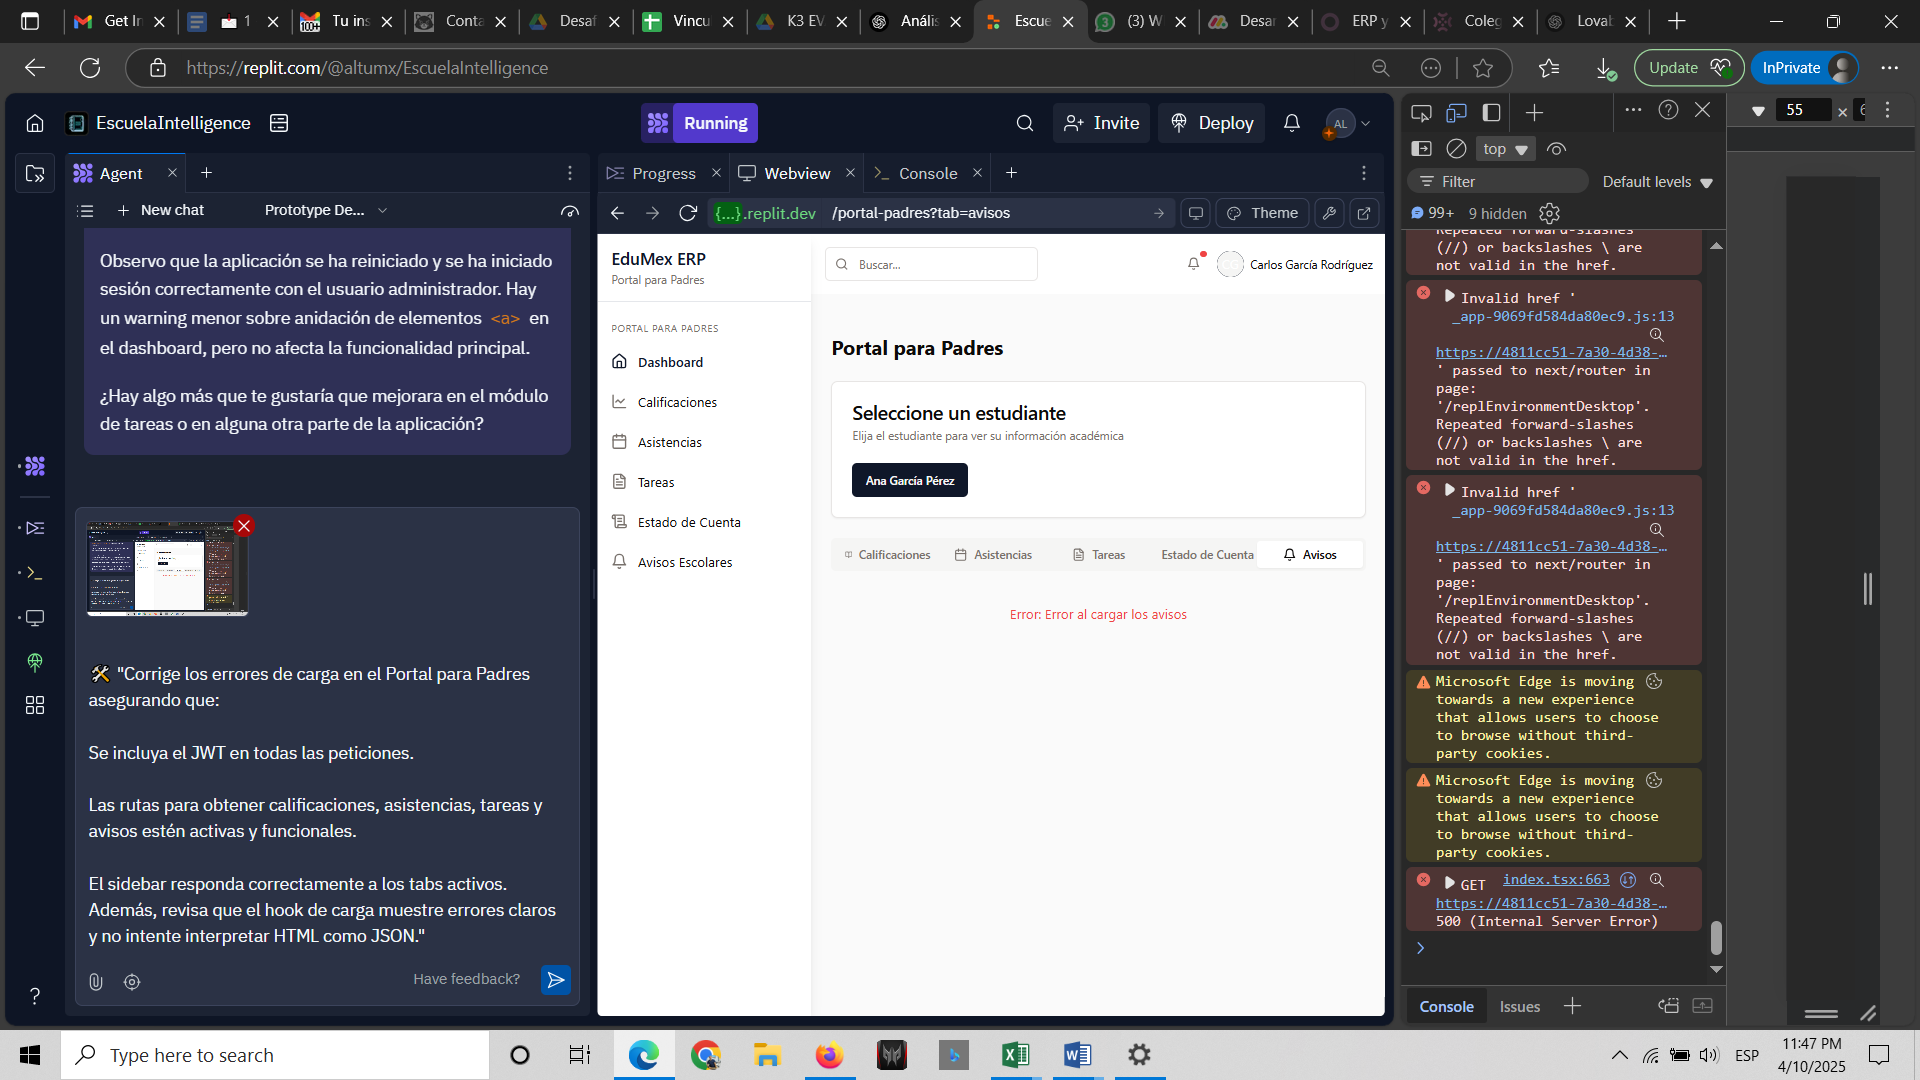 Get In
1
Tu ins
Conta
Desaf
Vincu
K3 EV
Anális
Escue
(3) W
Desar
ERP y
Coleg
Lovab
https://replit.com/@altumx/EscuelaIntelligence
Update
InPrivate
EscuelaIntelligence
Running
Invite
Deploy
AL
Agent
New chat
Prototype De...
Observo que la aplicación se ha reiniciado y se ha iniciado
sesión correctamente con el usuario administrador. Hay
un warning menor sobre anidación de elementos <a> en
el dashboard, pero no afecta la funcionalidad principal.
¿Hay algo más que te gustaría que mejorara en el módulo
de tareas o en alguna otra parte de la aplicación?
🛠️ "Corrige los errores de carga en el Portal para Padres
asegurando que:
Se incluya el JWT en todas las peticiones.
Las rutas para obtener calificaciones, asistencias, tareas y
avisos estén activas y funcionales.
El sidebar responda correctamente a los tabs activos.
Además, revisa que el hook de carga muestre errores claros
y no intente interpretar HTML como JSON."
Have feedback?
Progress
Webview
Console
{...}.replit.dev /portal-padres?tab=avisos
Theme
EduMex ERP
Portal para Padres
Buscar...
Carlos García Rodríguez
PORTAL PARA PADRES
Dashboard
Calificaciones
Asistencias
Tareas
Estado de Cuenta
Avisos Escolares
Portal para Padres
Seleccione un estudiante
Elija el estudiante para ver su información académica
Ana García Pérez
Calificaciones
Asistencias
Tareas
Estado de Cuenta
Avisos
Error: Error al cargar los avisos
top
Filter
Default levels
99+
9 hidden
Repeated forward-slashes
(//) or backslashes \ are
not valid in the href.
Invalid href '
_app-9069fd584da80ec9.js:13
https://4811cc51-7a30-4d38-…
' passed to next/router in
page:
'/replEnvironmentDesktop'.
Repeated forward-slashes
(//) or backslashes \ are
not valid in the href.
Invalid href '
_app-9069fd584da80ec9.js:13
https://4811cc51-7a30-4d38-…
' passed to next/router in
page:
'/replEnvironmentDesktop'.
Repeated forward-slashes
(//) or backslashes \ are
not valid in the href.
Microsoft Edge is moving
towards a new experience
that allows users to choose
to browse without third-
party cookies.
Microsoft Edge is moving
towards a new experience
that allows users to choose
to browse without third-
party cookies.
GET index.tsx:663
https://4811cc51-7a30-4d38-…
500 (Internal Server Error)
Console
Issues
55
×
Type here to search
ESP
11:47 PM
4/10/2025